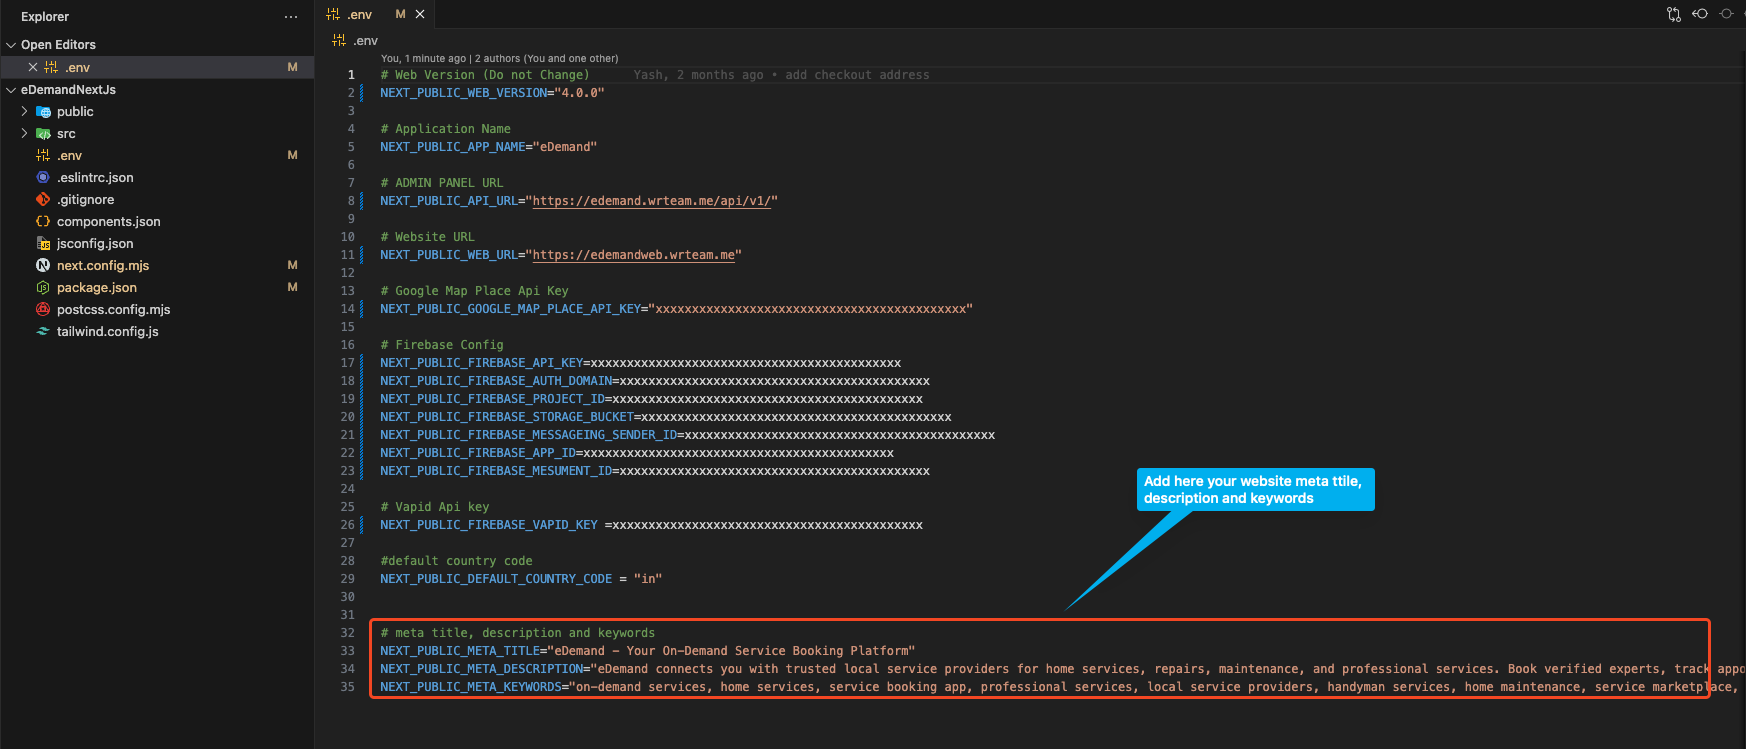 Explorer
Open Editors
.env M
eDemandNextJs
public
src
.env M
.eslintrc.json
.gitignore
components.json
jsconfig.json
next.config.mjs M
package.json M
postcss.config.mjs
tailwind.config.js
.env M
.env
You, 1 minute ago | 2 authors (You and one other)
1 # Web Version (Do not Change) Yash, 2 months ago • add checkout address
2 NEXT_PUBLIC_WEB_VERSION="4.0.0"
3
4 # Application Name
5 NEXT_PUBLIC_APP_NAME="eDemand"
6
7 # ADMIN PANEL URL
8 NEXT_PUBLIC_API_URL="https://edemand.wrteam.me/api/v1/"
9
10 # Website URL
11 NEXT_PUBLIC_WEB_URL="https://edemandweb.wrteam.me"
12
13 # Google Map Place Api Key
14 NEXT_PUBLIC_GOOGLE_MAP_PLACE_API_KEY="xxxxxxxxxxxxxxxxxxxxxxxxxxxxxxxxxxxxxxxxxxx"
15
16 # Firebase Config
17 NEXT_PUBLIC_FIREBASE_API_KEY=xxxxxxxxxxxxxxxxxxxxxxxxxxxxxxxxxxxxxxxxxxx
18 NEXT_PUBLIC_FIREBASE_AUTH_DOMAIN=xxxxxxxxxxxxxxxxxxxxxxxxxxxxxxxxxxxxxxxxxxx
19 NEXT_PUBLIC_FIREBASE_PROJECT_ID=xxxxxxxxxxxxxxxxxxxxxxxxxxxxxxxxxxxxxxxxxxx
20 NEXT_PUBLIC_FIREBASE_STORAGE_BUCKET=xxxxxxxxxxxxxxxxxxxxxxxxxxxxxxxxxxxxxxxxxxx
21 NEXT_PUBLIC_FIREBASE_MESSAGEING_SENDER_ID=xxxxxxxxxxxxxxxxxxxxxxxxxxxxxxxxxxxxxxxxxxx
22 NEXT_PUBLIC_FIREBASE_APP_ID=xxxxxxxxxxxxxxxxxxxxxxxxxxxxxxxxxxxxxxxxxxx
23 NEXT_PUBLIC_FIREBASE_MESUMENT_ID=xxxxxxxxxxxxxxxxxxxxxxxxxxxxxxxxxxxxxxxxxxx
24
25 # Vapid Api key
26 NEXT_PUBLIC_FIREBASE_VAPID_KEY =xxxxxxxxxxxxxxxxxxxxxxxxxxxxxxxxxxxxxxxxxxx
27
28 #default country code
29 NEXT_PUBLIC_DEFAULT_COUNTRY_CODE = "in"
30
31
32 # meta title, description and keywords
33 NEXT_PUBLIC_META_TITLE="eDemand - Your On-Demand Service Booking Platform"
34 NEXT_PUBLIC_META_DESCRIPTION="eDemand connects you with trusted local service providers for home services, repairs, maintenance, and professional services. Book verified experts, track appo
35 NEXT_PUBLIC_META_KEYWORDS="on-demand services, home services, service booking app, professional services, local service providers, handyman services, home maintenance, service marketplace,
Add here your website meta ttile,
description and keywords